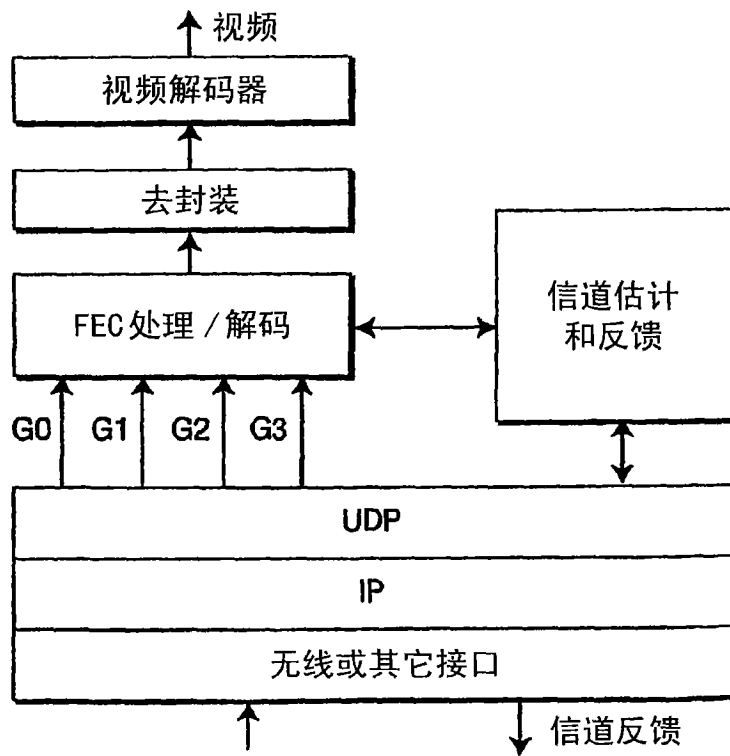 视频
视频解码器
去封装
FEC处理/解码
信道估计
和反馈
G0 G1 G2 G3
UDP
IP
无线或其它接口
信道反馈